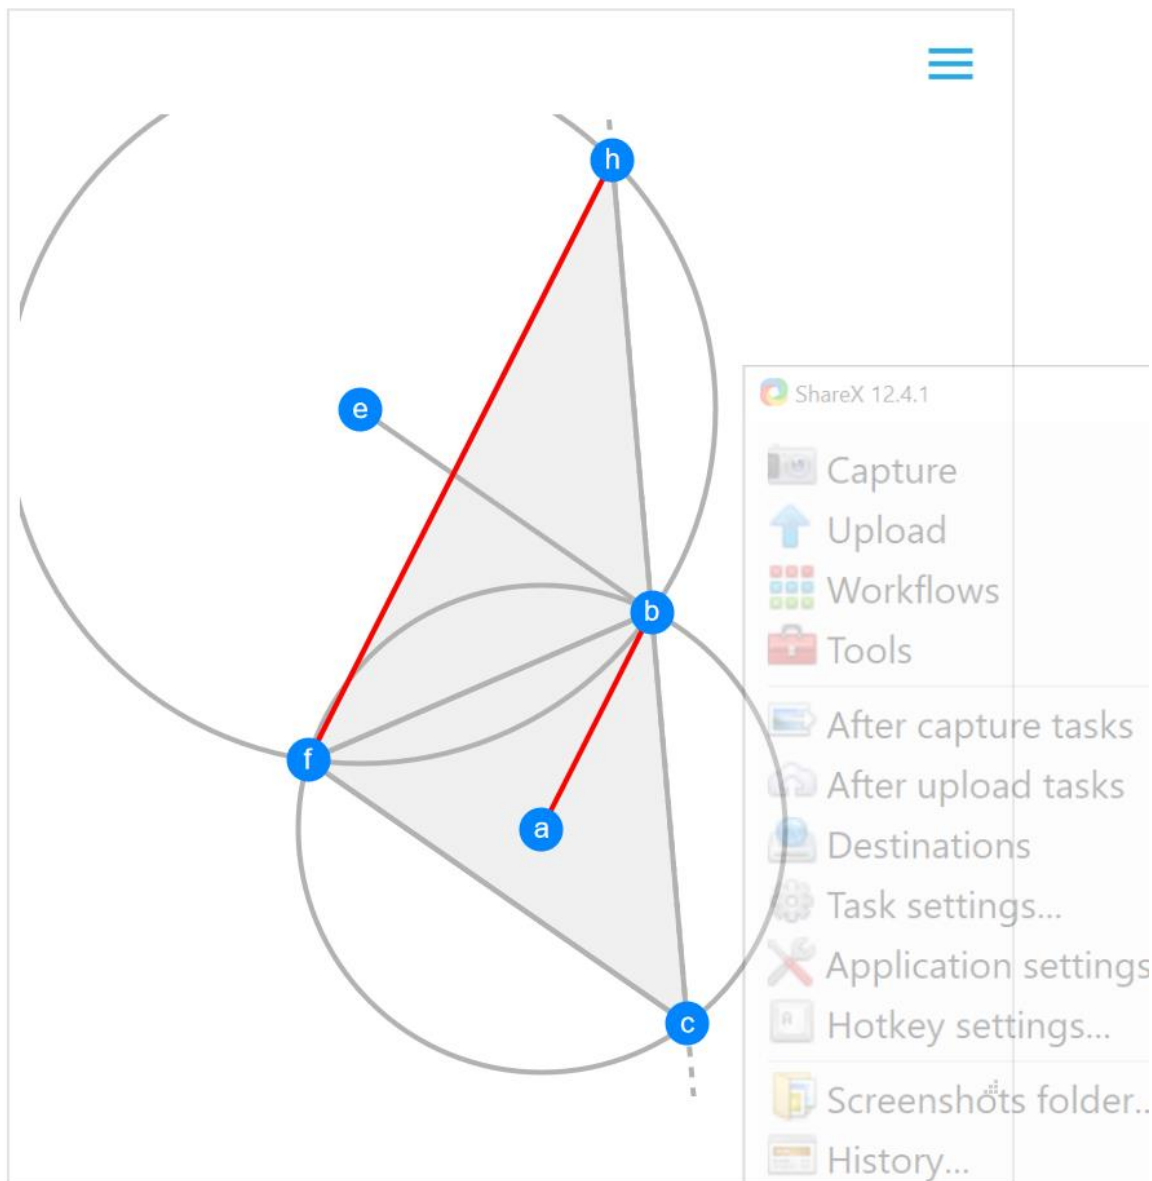 h
e
ShareX 12.4.1
Capture
Upload
b
Workflows
Tools
After capture tasks
f
After upload tasks
a
Destinations
Task settings...
Application settings
c
Hotkey settings...
Screenshots folder..
History...